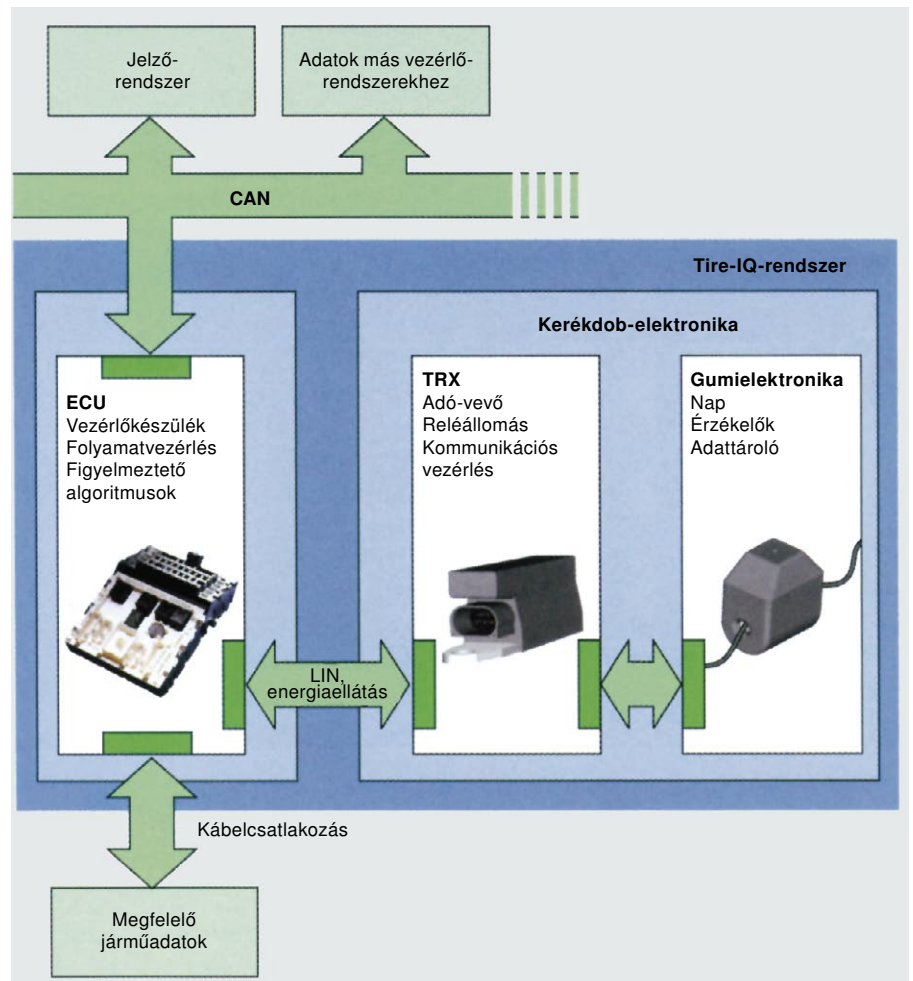 Jelző-
rendszer
Adatok más vezérlő-
rendszerekhez
CAN
Tire-IQ-rendszer
Kerékdob-elektronika
ECU
Vezérlőkészülék
Folyamatvezérlés
Figyelmeztető
algoritmusok
TRX
Adó-vevő
Reléállomás
Kommunikációs
vezérlés
Gumielektronika
Nap
Érzékelők
Adattároló
LIN,
energiaellátás
Kábelcsatlakozás
Megfelelő
járműadatok